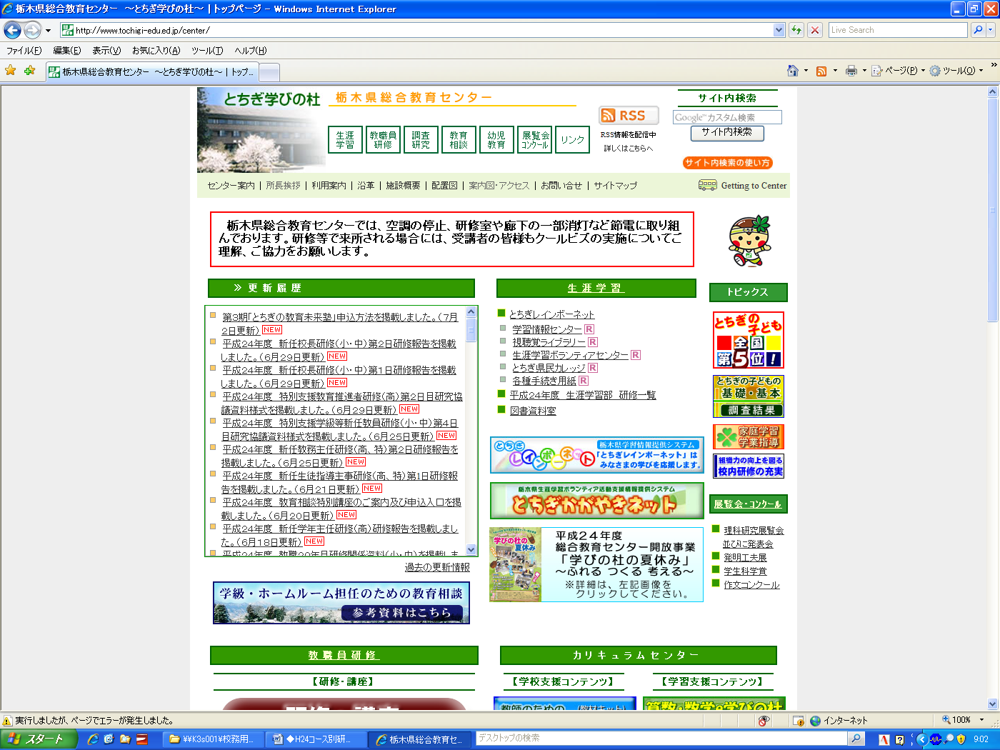 栃木県総合教育センター　～とちぎ学びの杜～ | トップページ - Windows Internet Explorer
http://www.tochigi-edu.ed.jp/center/
Live Search
ファイル(F) 編集(E) 表示(V) お気に入り(A) ツール(T) ヘルプ(H)
栃木県総合教育センター　～とちぎ学びの杜～ | トップ...
ページ(P) ツール(O)
とちぎ学びの杜 栃木県総合教育センター
サイト内検索
RSS
Google™カスタム検索
サイト内検索
RSS情報を配信中
詳しくはこちらへ
サイト内検索の使い方
生涯学習 教職員研修 調査研究 教育相談 幼児教育 展覧会コンクール リンク
センター案内 | 所長挨拶 | 利用案内 | 沿革 | 施設概要 | 配置図 | 案内図・アクセス | お問い合せ | サイトマップ
Getting to Center
栃木県総合教育センターでは、空調の停止、研修室や廊下の一部消灯など節電に取り組
んでおります。研修等で来所される場合には、受講者の皆様もクールビズの実施についてご
理解、ご協力をお願いします。
≫ 更新履歴
第3期「とちぎの教育未来塾」申込方法を掲載しました。（7月
2日更新） NEW
平成24年度　新任校長研修（小・中）第2日研修報告を掲載
しました。（6月29日更新） NEW
平成24年度　新任校長研修（小・中）第1日研修報告を掲載
しました。（6月29日更新） NEW
平成24年度　特別支援教育推進者研修（高）第2日目研究協
議資料様式を掲載しました。（6月29日更新） NEW
平成24年度　特別支援学級等新任教員研修（小・中）第4日
目研究協議資料様式を掲載しました。（6月25日更新） NEW
平成24年度　新任教務主任研修（高、特）第2日研修報告を
掲載しました。（6月25日更新） NEW
平成24年度　新任生徒指導主事研修（高、特）第1日研修報
告を掲載しました。（6月21日更新） NEW
平成24年度　教育相談特別講座のご案内及び申込入口を掲
載しました。（6月20日更新） NEW
平成24年度　新任学年主任研修（高）研修報告を掲載しまし
た。（6月18日更新） NEW
平成24年度　教職20年目研修関係資料（小・中）を掲載しま
過去の更新情報
学級・ホームルーム担任のための教育相談
参考資料はこちら
生涯学習
とちぎレインボーネット
学習情報センター R
視聴覚ライブラリー R
生涯学習ボランティアセンター R
とちぎ県民カレッジ R
各種手続き用紙 R
平成24年度　生涯学習部　研修一覧
図書資料室
とちぎレインボーネット
栃木県学習情報提供システム
「とちぎレインボーネット」は
みなさまの学びを応援します。
栃木県生涯学習ボランティア活動支援情報提供システム
とちぎかがやきネット
学びの杜の夏休み
平成２４年度
総合教育センター開放事業
「学びの杜の夏休み」
～ふれる つくる 考える～
※詳細は、左記画像を
クリックしてください。
トピックス
とちぎの子ども
全国
第5位！
とちぎの子どもの
基礎・基本
調査結果
家庭学習
学業指導
組織力の向上を図る
校内研修の充実
展覧会・コンクール
理科研究展覧会
並びに発表会
発明工夫展
学生科学賞
作文コンクール
教職員研修
【研修・講座】
カリキュラムセンター
【学校支援コンテンツ】 【学習支援コンテンツ】
研修・講座
教師のための （教材キット）
算数・数学の学びの杜
実行しましたが、ページでエラーが発生しました。
インターネット
100%
スタート
\\K3s001\校務用... ◆H24コース別研... 栃木県総合教育セ...
デスクトップの検索
A
9:02